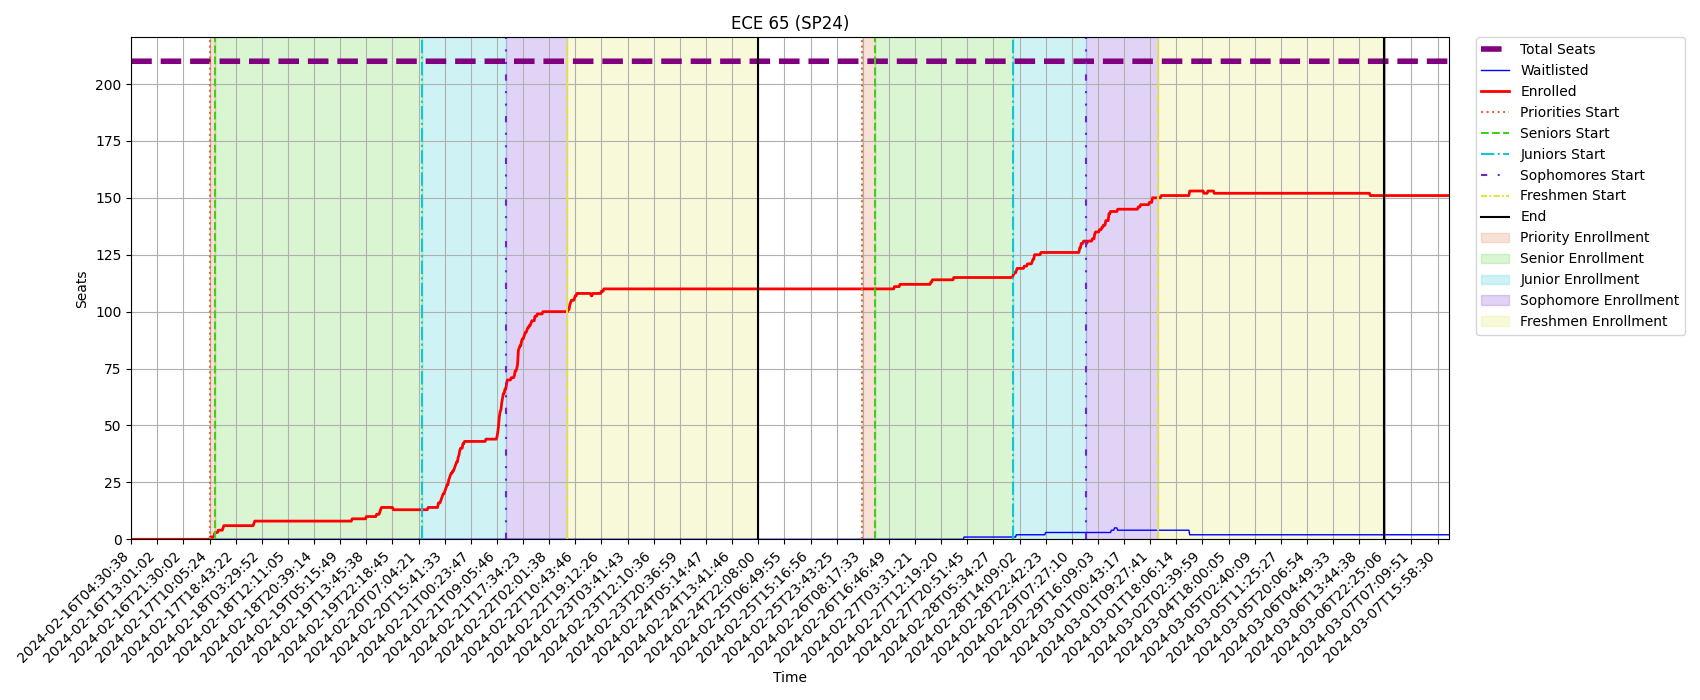 ECE 65 (SP24)
Seats
200
175
150
125
100
75
50
25
0
2024-02-16T04:30:38
2024-02-16T13:01:02
2024-02-16T21:30:02
2024-02-17T10:05:24
2024-02-17T18:43:22
2024-02-18T03:29:52
2024-02-18T12:11:05
2024-02-18T20:39:14
2024-02-19T05:15:49
2024-02-19T13:45:38
2024-02-19T22:18:45
2024-02-20T07:04:21
2024-02-20T15:41:33
2024-02-21T00:23:47
2024-02-21T09:05:46
2024-02-21T17:34:23
2024-02-22T02:01:38
2024-02-22T10:43:46
2024-02-22T19:12:26
2024-02-23T03:41:43
2024-02-23T12:10:36
2024-02-23T20:36:59
2024-02-24T05:14:47
2024-02-24T13:41:46
2024-02-24T22:08:00
2024-02-25T06:49:55
2024-02-25T15:16:56
2024-02-25T23:43:25
2024-02-26T08:17:33
2024-02-26T16:46:49
2024-02-27T03:31:21
2024-02-27T12:19:20
2024-02-27T20:51:45
2024-02-28T05:34:27
2024-02-28T14:09:02
2024-02-28T22:42:23
2024-02-29T07:27:10
2024-02-29T16:09:03
2024-03-01T00:43:17
2024-03-01T09:27:41
2024-03-01T18:06:14
2024-03-02T02:39:59
2024-03-04T18:00:05
2024-03-05T02:40:09
2024-03-05T11:25:27
2024-03-05T20:06:54
2024-03-06T04:49:33
2024-03-06T13:44:38
2024-03-06T22:25:06
2024-03-07T07:09:51
2024-03-07T15:58:30
Time
Total Seats
Waitlisted
Enrolled
Priorities Start
Seniors Start
Juniors Start
Sophomores Start
Freshmen Start
End
Priority Enrollment
Senior Enrollment
Junior Enrollment
Sophomore Enrollment
Freshmen Enrollment